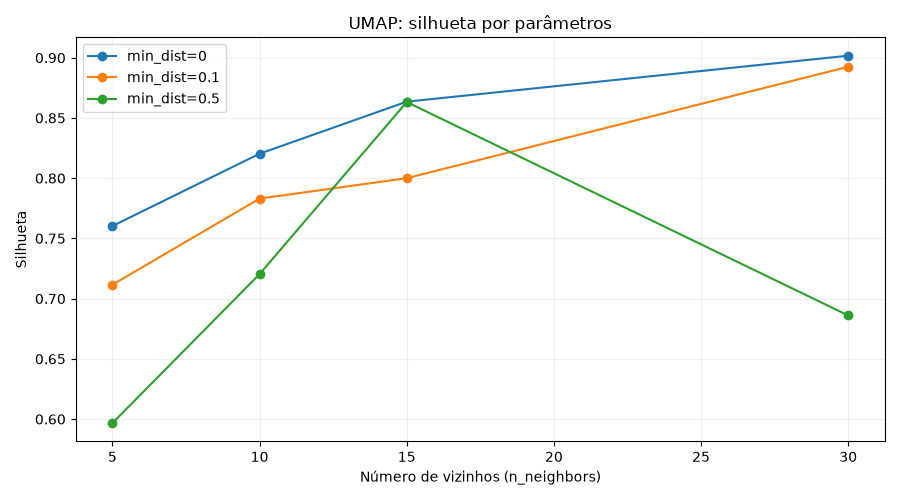 UMAP: silhueta por parâmetros
min_dist=0
min_dist=0.1
min_dist=0.5
Silhueta
0.90
0.85
0.80
0.75
0.70
0.65
0.60
5 10 15 20 25 30
Número de vizinhos (n_neighbors)